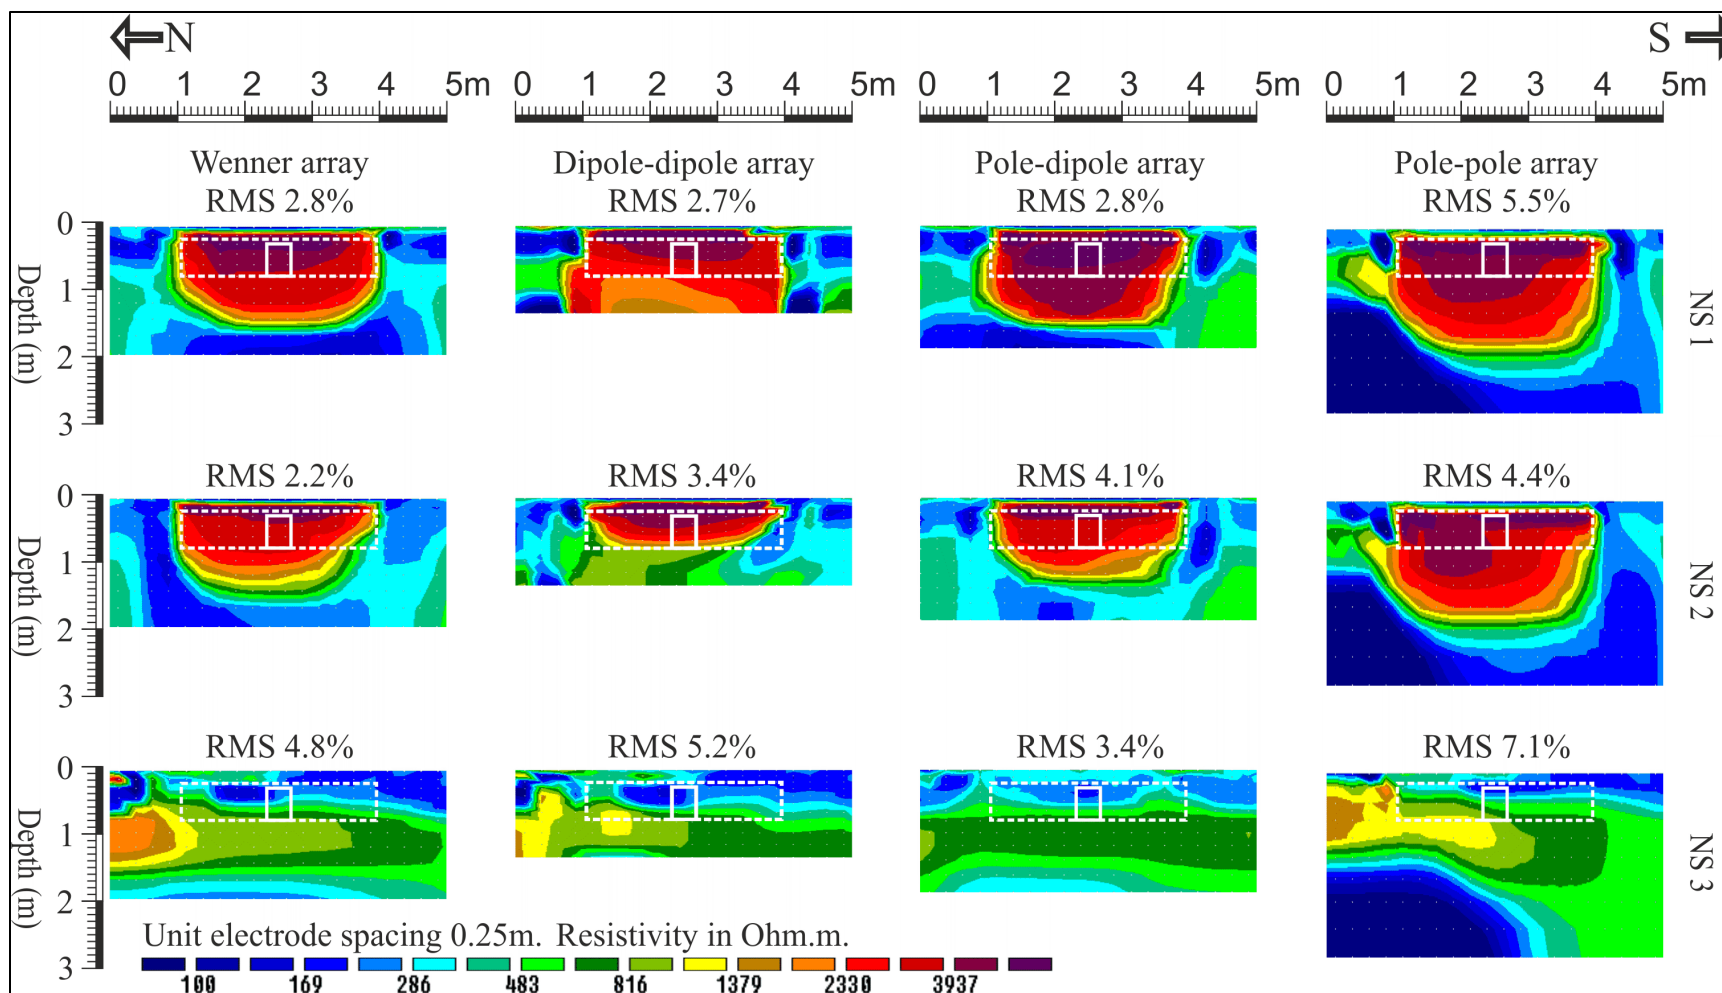 N S
0 1 2 3 4 5m 0 1 2 3 4 5m 0 1 2 3 4 5m 0 1 2 3 4 5m
Wenner array Dipole-dipole array Pole-dipole array Pole-pole array
RMS 2.8% RMS 2.7% RMS 2.8% RMS 5.5%
0
1
2
3
Depth (m)
NS 1
RMS 2.2% RMS 3.4% RMS 4.1% RMS 4.4%
0
1
2
3
Depth (m)
NS 2
RMS 4.8% RMS 5.2% RMS 3.4% RMS 7.1%
0
1
2
3
Depth (m)
NS 3
Unit electrode spacing 0.25m. Resistivity in Ohm.m.
100 169 286 483 816 1379 2330 3937